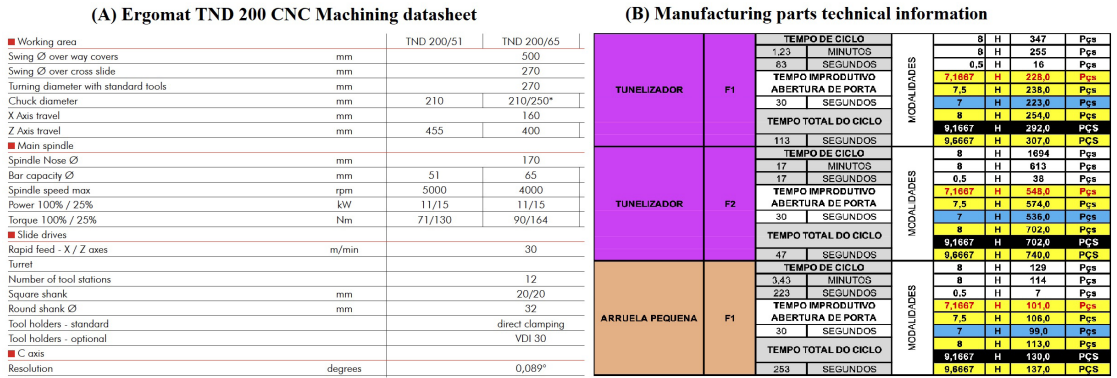 (A) Ergomat TND 200 CNC Machining datasheet
Working area TND 200/51 TND 200/65
Swing Ø over way covers mm 500
Swing Ø over cross slide mm 270
Turning diameter with standard tools mm 270
Chuck diameter mm 210 210/250*
X Axis travel mm 160
Z Axis travel mm 455 400
Main spindle
Spindle Nose Ø mm 170
Bar capacity Ø mm 51 65
Spindle speed max rpm 5000 4000
Power 100% / 25% kW 11/15 11/15
Torque 100% / 25% Nm 71/130 90/164
Slide drives
Rapid feed - X / Z axes m/min 30
Turret
Number of tool stations 12
Square shank mm 20/20
Round shank Ø mm 32
Tool holders - standard direct clamping
Tool holders - optional VDI 30
C axis
Resolution degrees 0,089°
(B) Manufacturing parts technical information
TUNELIZADOR F1
TEMPO DE CICLO
1,23 MINUTOS
83 SEGUNDOS
TEMPO IMPRODUTIVO
ABERTURA DE PORTA
30 SEGUNDOS
TEMPO TOTAL DO CICLO
113 SEGUNDOS
MODALIDADES
8 H 347 Pçs
8 H 255 Pçs
0,5 H 16 Pçs
7,1667 H 228,0 Pçs
7,5 H 238,0 Pçs
7 H 223,0 Pçs
8 H 254,0 Pçs
9,1667 H 292,0 PÇS
9,6667 H 307,0 PÇS
TUNELIZADOR F2
TEMPO DE CICLO
17 MINUTOS
17 SEGUNDOS
TEMPO IMPRODUTIVO
ABERTURA DE PORTA
30 SEGUNDOS
TEMPO TOTAL DO CICLO
47 SEGUNDOS
MODALIDADES
8 H 1694 Pçs
8 H 613 Pçs
0.5 H 38 Pçs
7,1667 H 548,0 Pçs
7,5 H 574,0 Pçs
7 H 536,0 Pçs
8 H 702,0 Pçs
9,1667 H 702,0 PÇS
9,6667 H 740,0 PÇS
ARRUELA PEQUENA F1
TEMPO DE CICLO
3,43 MINUTOS
223 SEGUNDOS
TEMPO IMPRODUTIVO
ABERTURA DE PORTA
30 SEGUNDOS
TEMPO TOTAL DO CICLO
253 SEGUNDOS
MODALIDADES
8 H 129 Pçs
8 H 114 Pçs
0.5 H 7 Pçs
7,1667 H 101,0 Pçs
7,5 H 106,0 Pçs
7 H 99,0 Pçs
8 H 113,0 Pçs
9,1667 H 130,0 PÇS
9,6667 H 137,0 PÇS